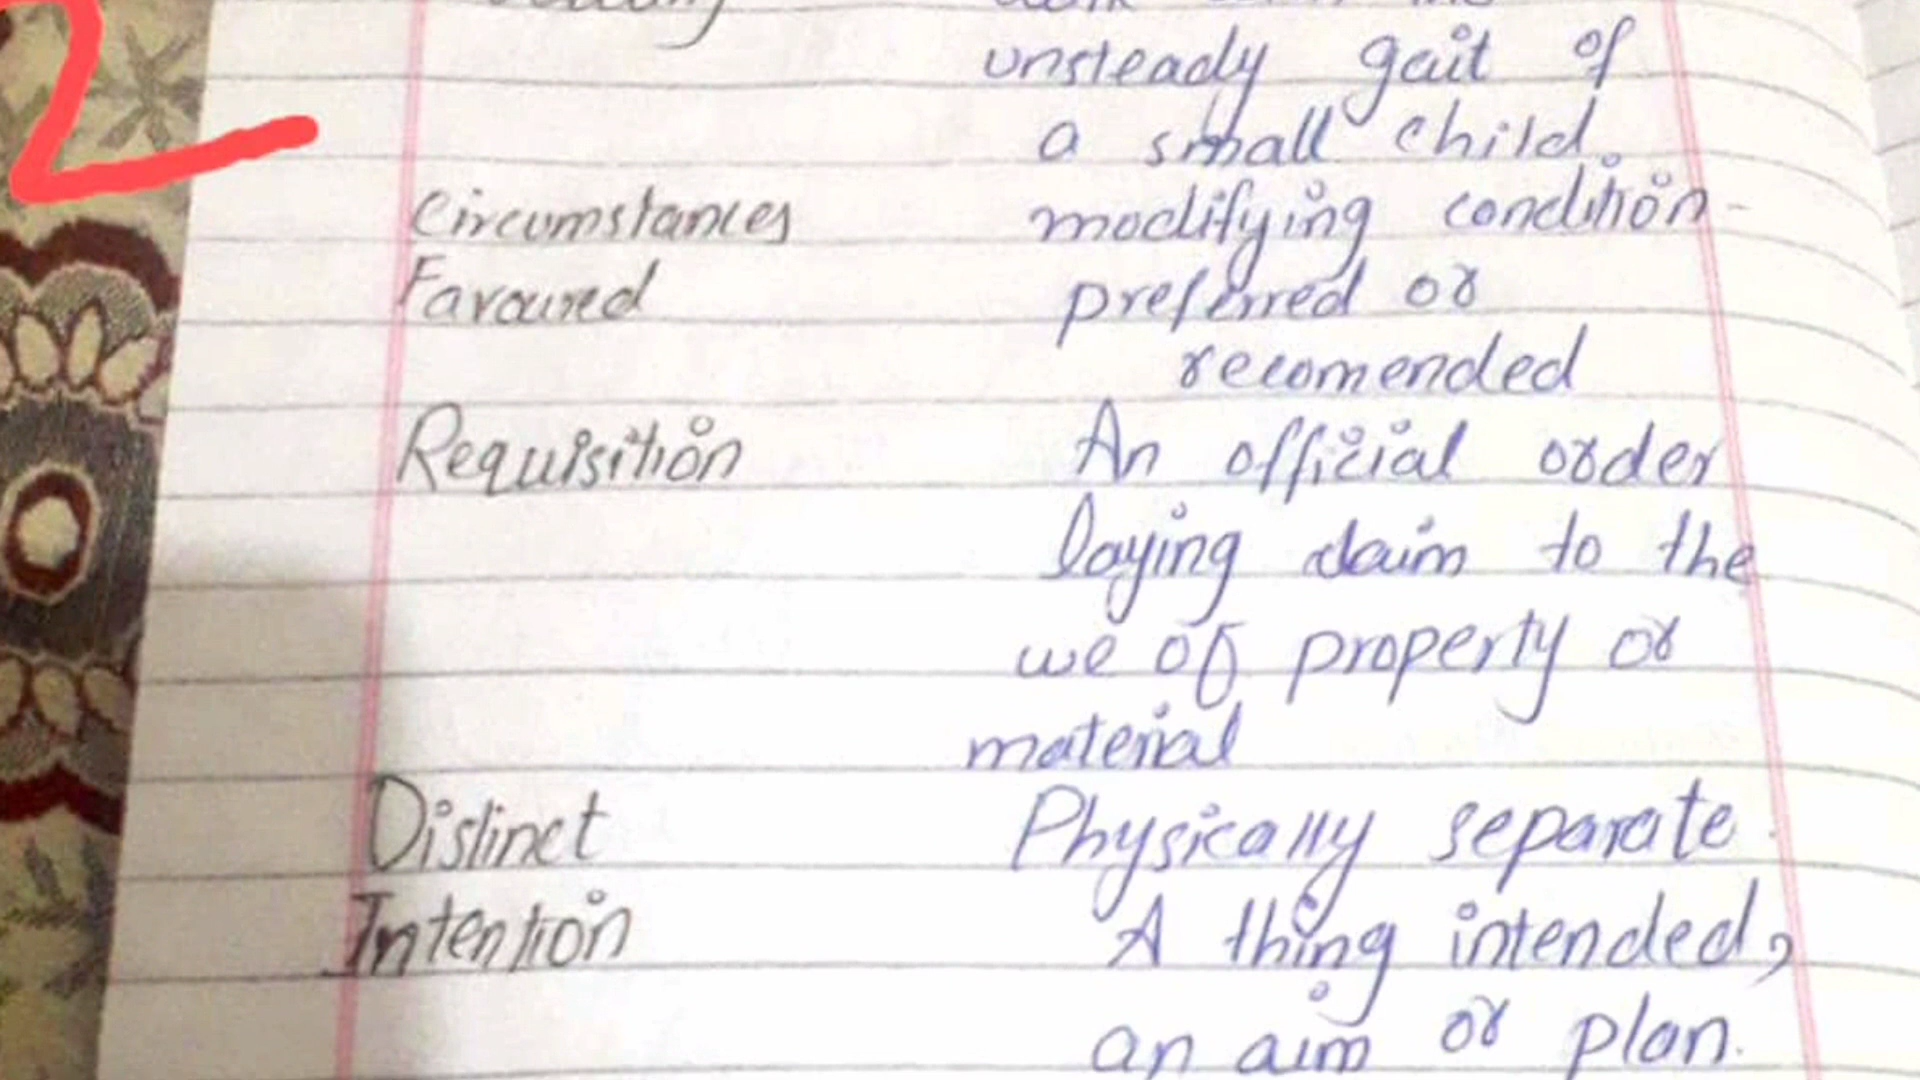 unsteady gait of
a small child.
Circumstances modifying condition-
Favoured preferred or
recomended
Requisition An official order
laying claim to the
use of property or
material
Distinct Physically separate.
Intention A thing intended,
an aim or plan.